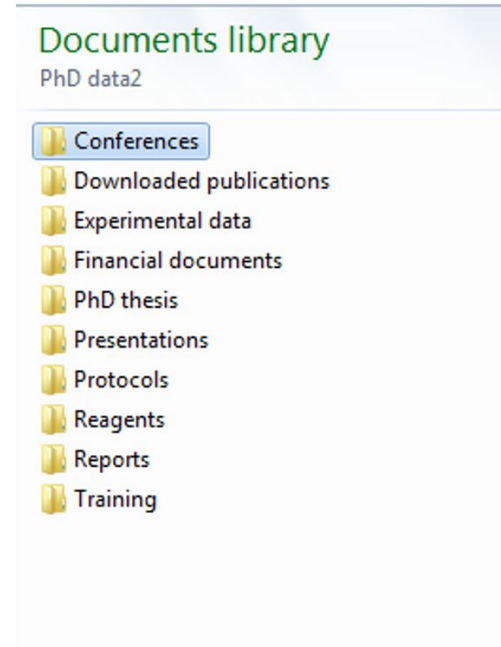 Documents library
PhD data2
Conferences
Downloaded publications
Experimental data
Financial documents
PhD thesis
Presentations
Protocols
Reagents
Reports
Training